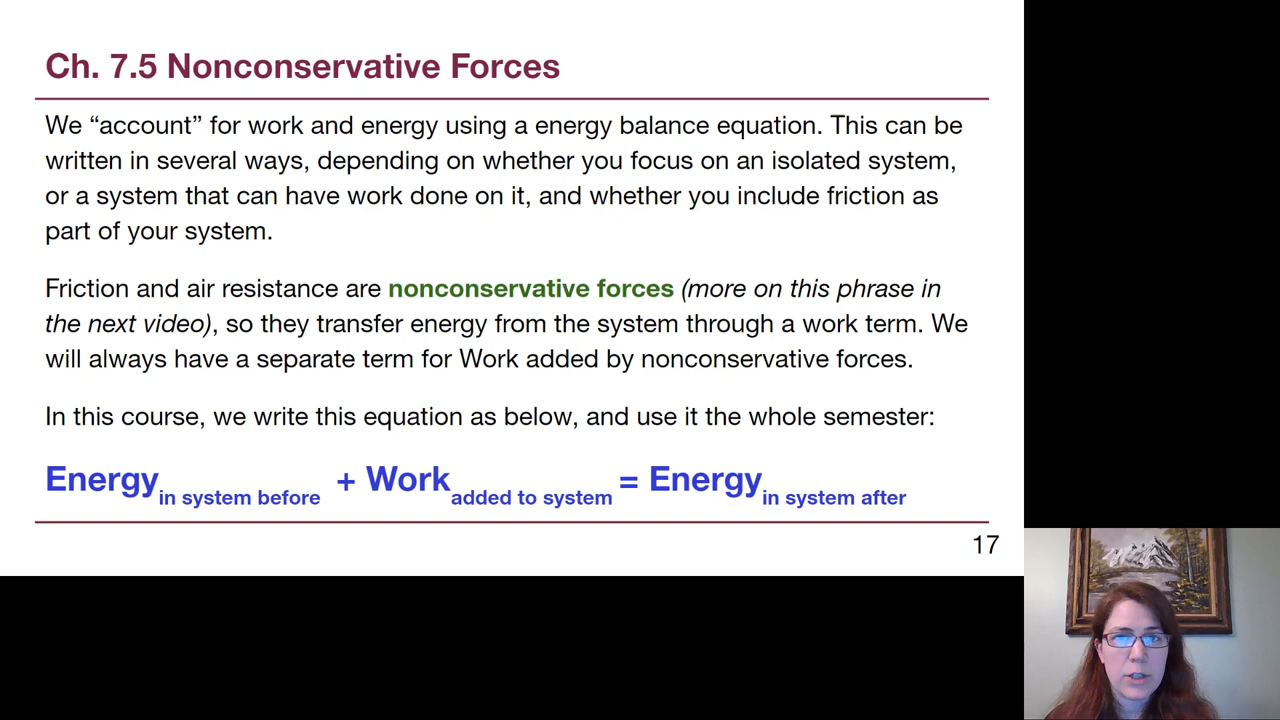 Ch. 7.5 Nonconservative Forces
We “account” for work and energy using a energy balance equation. This can be
written in several ways, depending on whether you focus on an isolated system,
or a system that can have work done on it, and whether you include friction as
part of your system.
Friction and air resistance are nonconservative forces (more on this phrase in
the next video), so they transfer energy from the system through a work term. We
will always have a separate term for Work added by nonconservative forces.
In this course, we write this equation as below, and use it the whole semester:
Energy in system before + Work added to system = Energy in system after
17